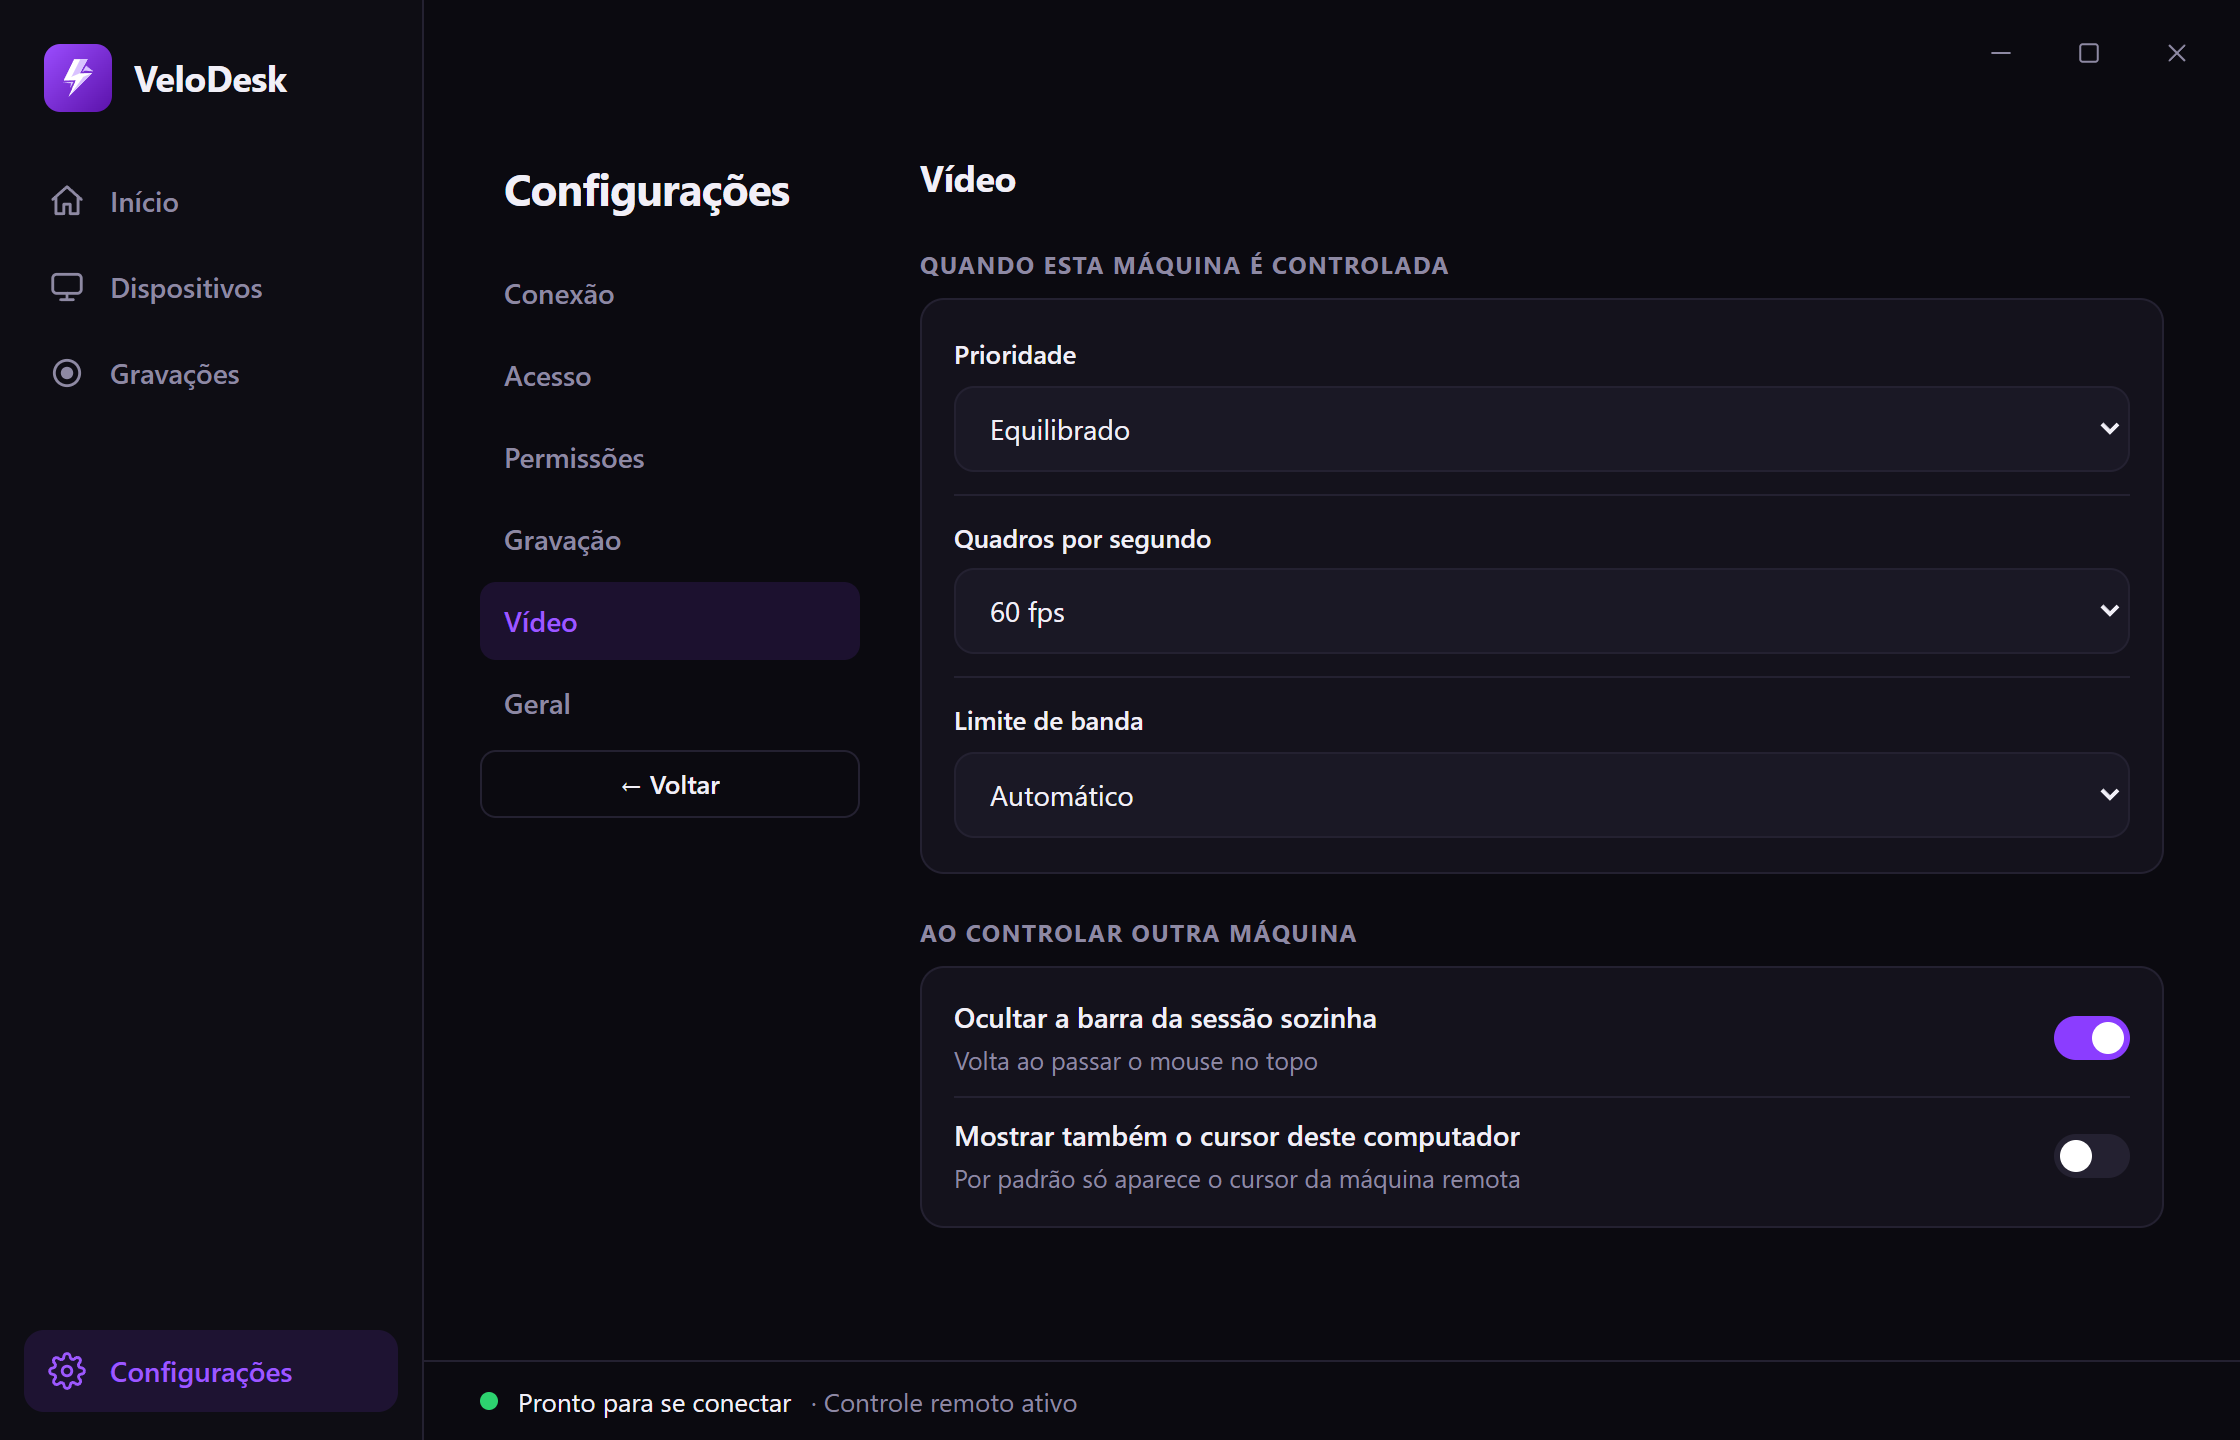 VeloDesk
Início
Dispositivos
Gravações
Configurações
Configurações
Conexão
Acesso
Permissões
Gravação
Vídeo
Geral
← Voltar
Vídeo
QUANDO ESTA MÁQUINA É CONTROLADA
Prioridade
Equilibrado
Quadros por segundo
60 fps
Limite de banda
Automático
AO CONTROLAR OUTRA MÁQUINA
Ocultar a barra da sessão sozinha
Volta ao passar o mouse no topo
Mostrar também o cursor deste computador
Por padrão só aparece o cursor da máquina remota
Pronto para se conectar · Controle remoto ativo